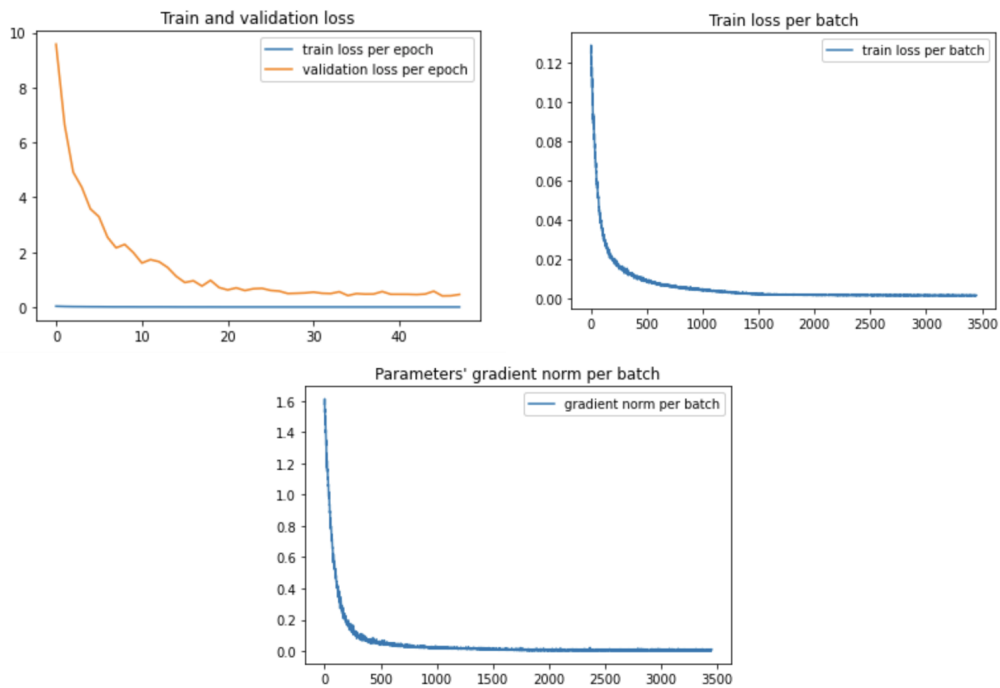 Train and validation loss
train loss per epoch
validation loss per epoch
10
8
6
4
2
0
0 10 20 30 40
Train loss per batch
train loss per batch
0.12
0.10
0.08
0.06
0.04
0.02
0.00
0 500 1000 1500 2000 2500 3000 3500
Parameters' gradient norm per batch
gradient norm per batch
1.6
1.4
1.2
1.0
0.8
0.6
0.4
0.2
0.0
0 500 1000 1500 2000 2500 3000 3500